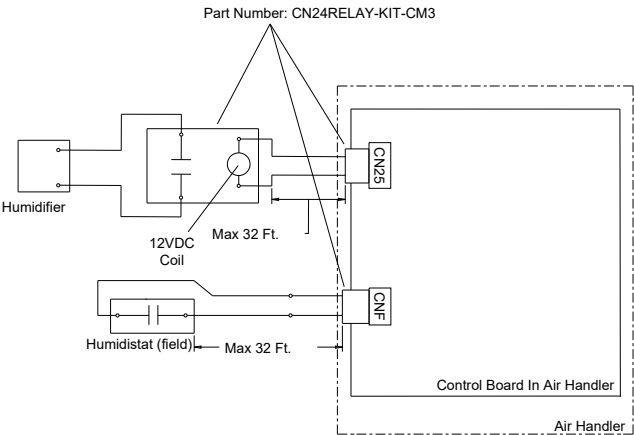 Part Number: CN24RELAY-KIT-CM3
CN25
Humidifier
12VDC
Coil
Max 32 Ft.
CNF
Humidistat (field)
Max 32 Ft.
Control Board In Air Handler
Air Handler